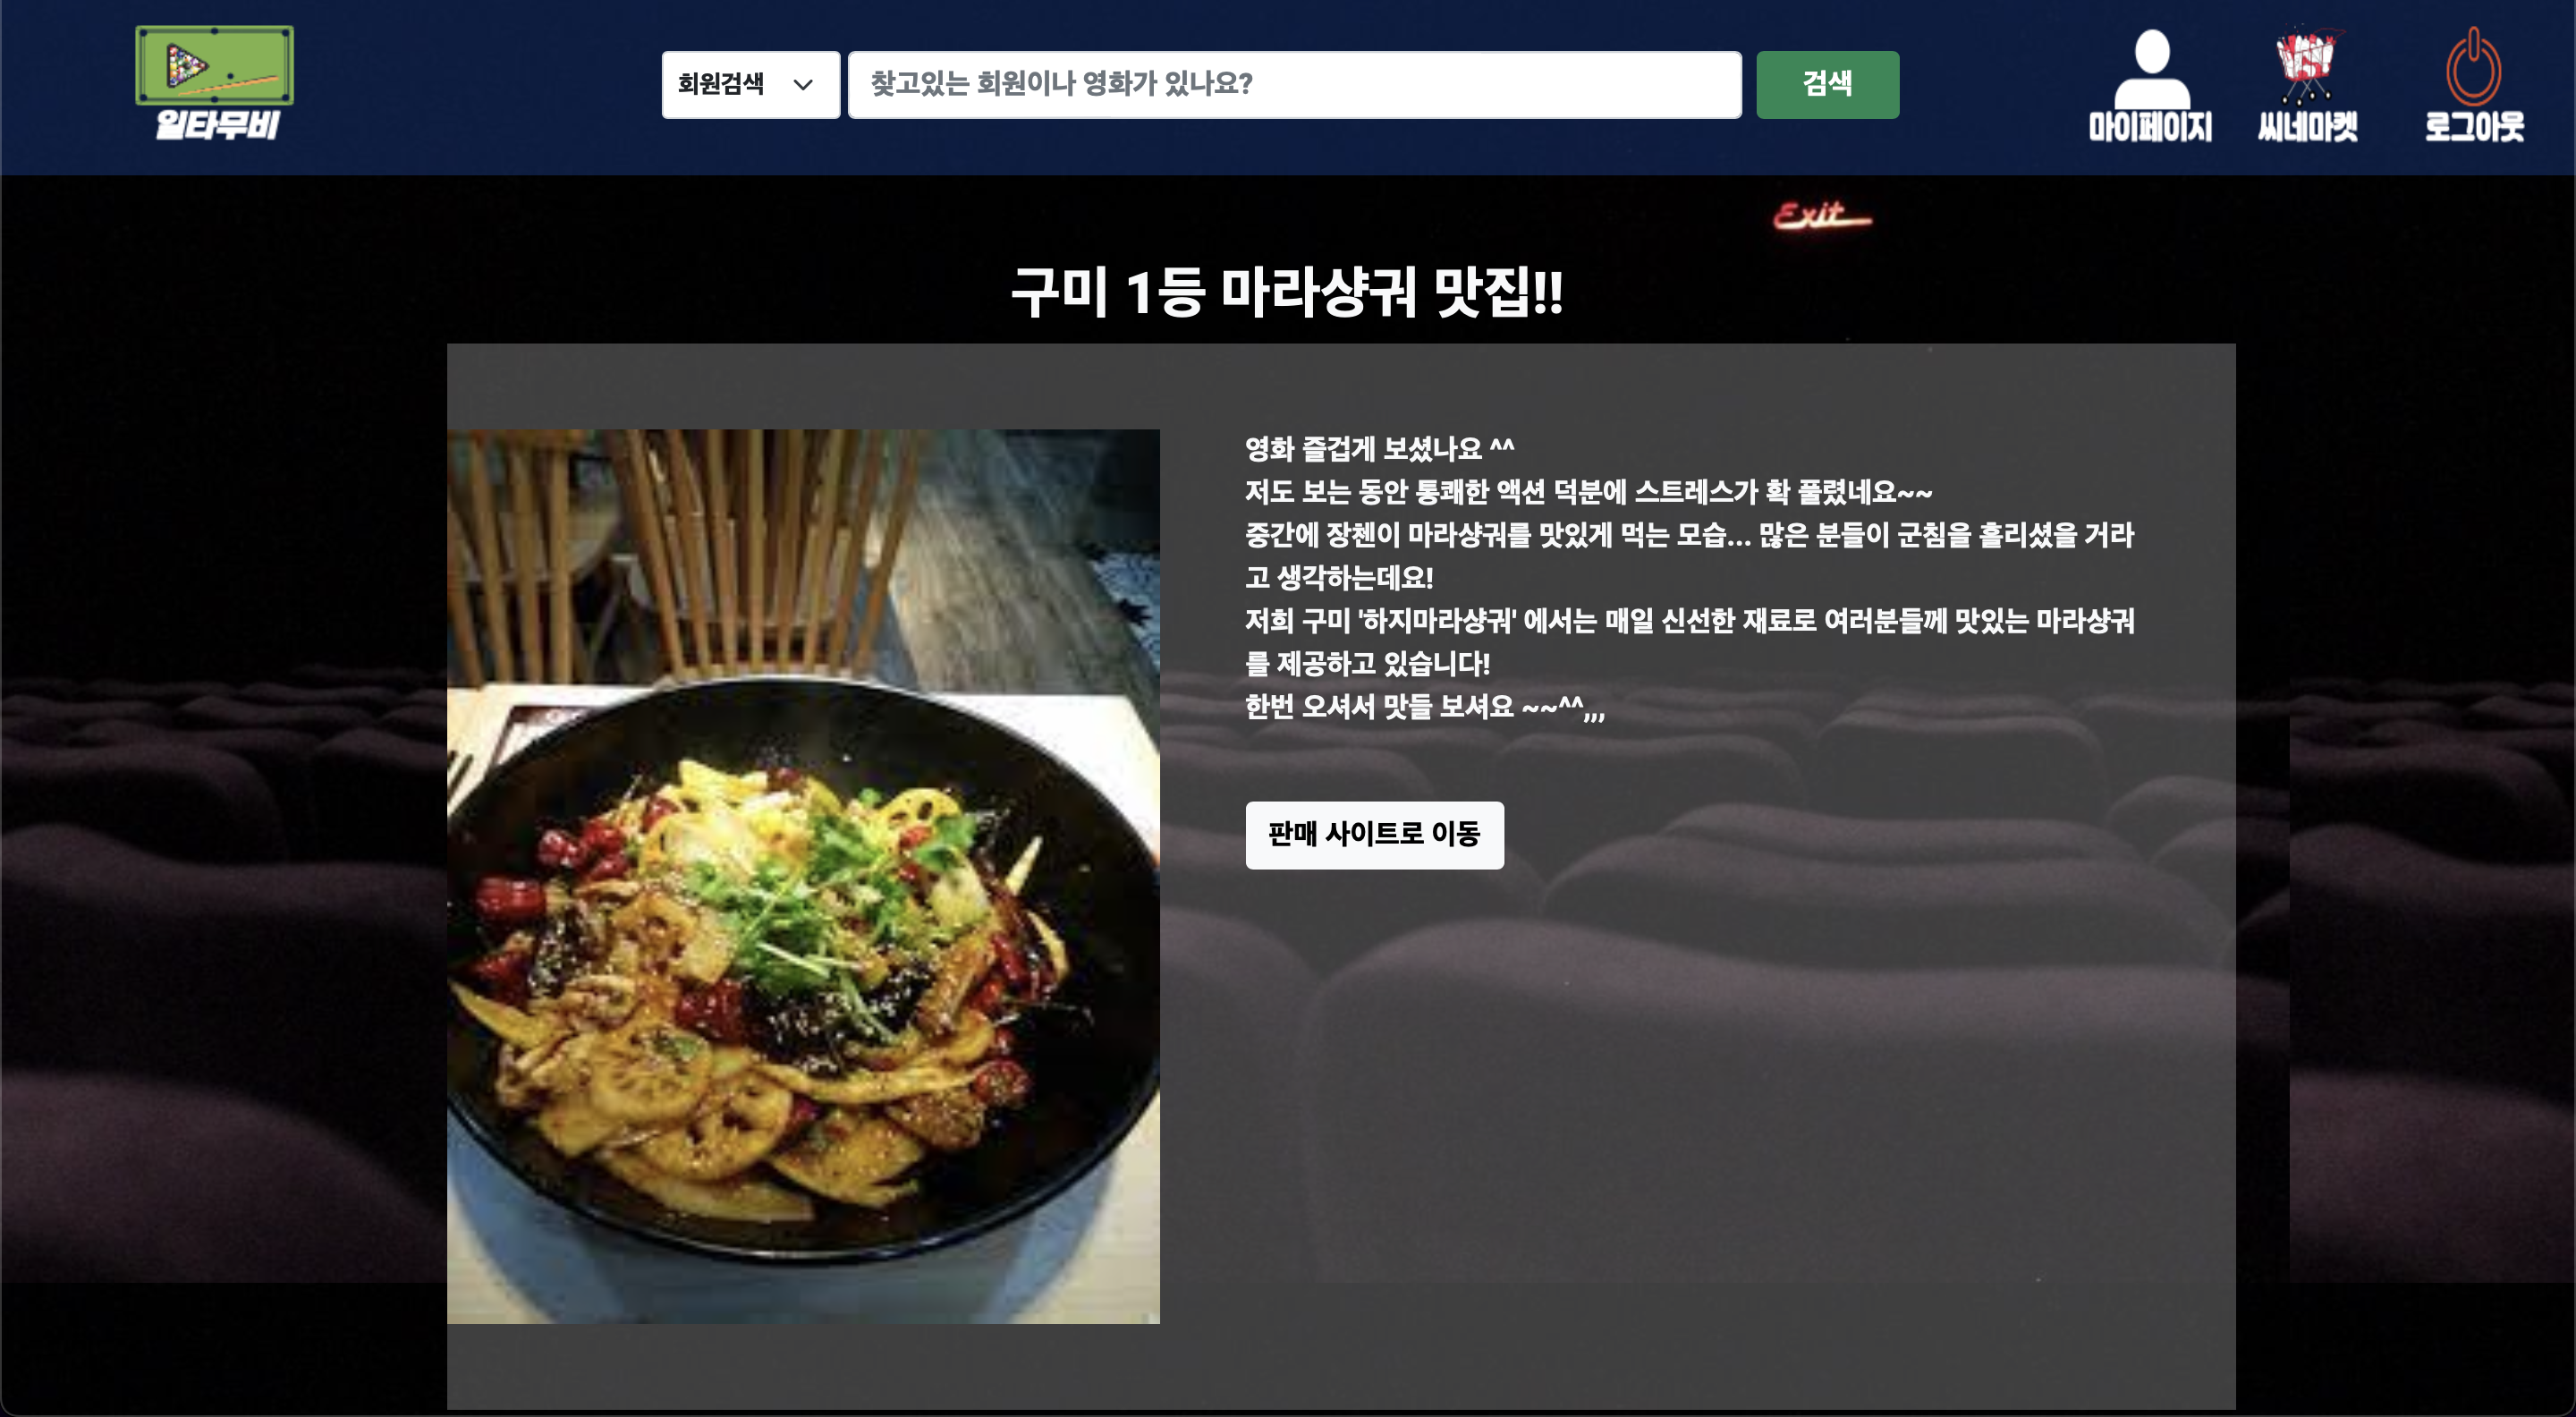 일타무비
회원검색
찾고있는 회원이나 영화가 있나요?
검색
마이페이지
씨네마켓
로그아웃
Exit
구미 1등 마라샹궈 맛집!!
영화 즐겁게 보셨나요 ^^
저도 보는 동안 통쾌한 액션 덕분에 스트레스가 확 풀렸네요~~
중간에 장첸이 마라샹궈를 맛있게 먹는 모습... 많은 분들이 군침을 흘리셨을 거라
고 생각하는데요!
저희 구미 '하지마라샹궈' 에서는 매일 신선한 재료로 여러분들께 맛있는 마라샹궈
를 제공하고 있습니다!
한번 오셔서 맛들 보셔요 ~~^^,,,
판매 사이트로 이동